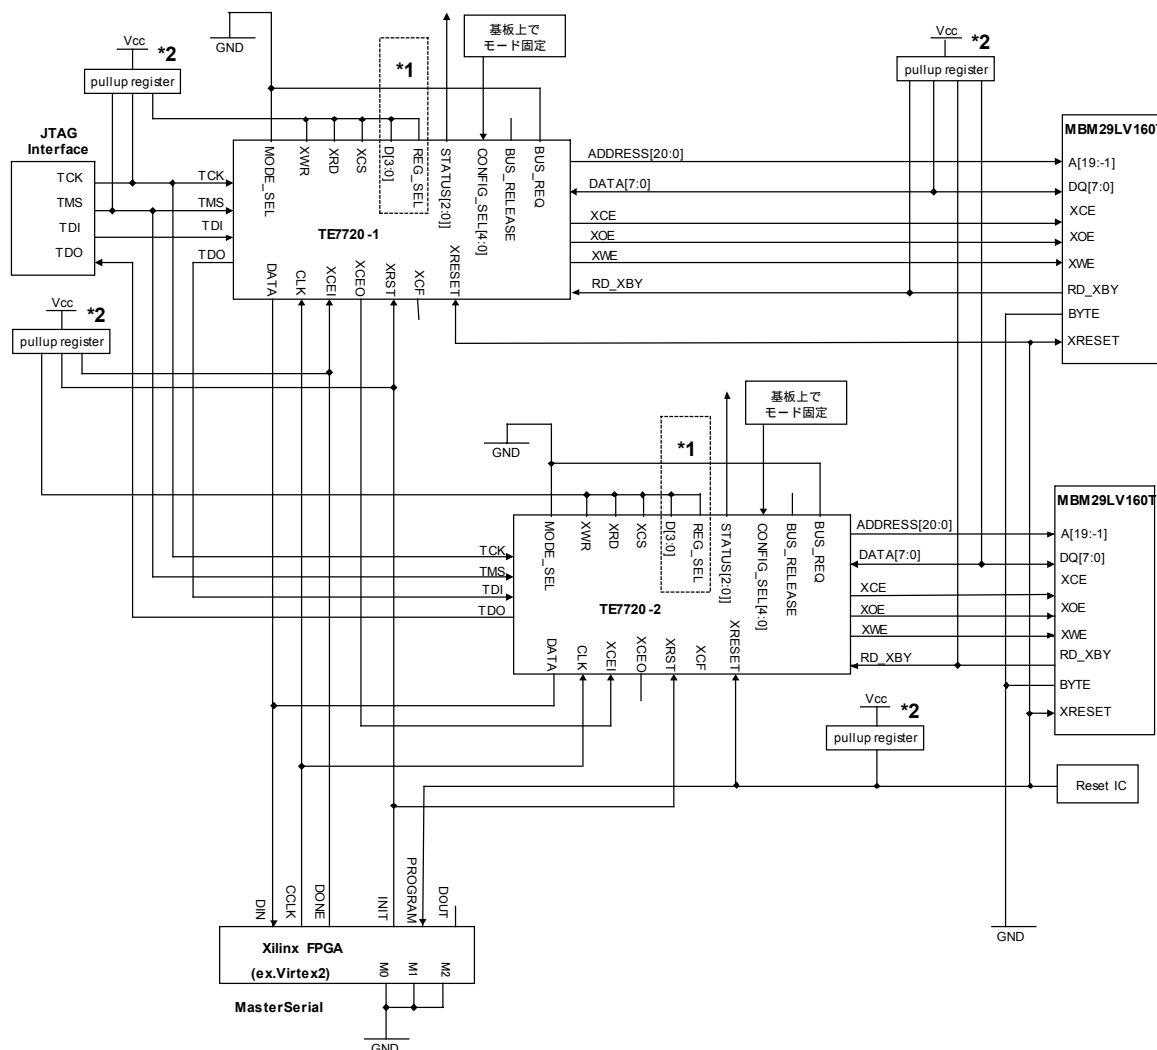 GND
基板上で
モード固定
Vcc
*2
pullup register
*1
Vcc
*2
pullup register
JTAG
Interface
TCK
TMS
TDI
TDO
TCK
TMS
TDI
TDO
MODE_SEL
XWR
XRD
XCS
D[3:0]
REG_SEL
STATUS[2:0]]
CONFIG_SEL[4:0]
BUS_RELEASE
BUS_REQ
TE7720-1
DATA
CLK
XCEI
XCEO
XRST
XCF
XRESET
ADDRESS[20:0]
DATA[7:0]
XCE
XOE
XWE
RD_XBY
MBM29LV160T
A[19:-1]
DQ[7:0]
XCE
XOE
XWE
RD_XBY
BYTE
XRESET
Vcc
*2
pullup register
GND
基板上で
モード固定
*1
MODE_SEL
XWR
XRD
XCS
D[3:0]
REG_SEL
STATUS[2:0]]
CONFIG_SEL[4:0]
BUS_RELEASE
BUS_REQ
TCK
TMS
TDI
TDO
TE7720-2
DATA
CLK
XCEI
XCEO
XRST
XCF
XRESET
ADDRESS[20:0]
DATA[7:0]
XCE
XOE
XWE
RD_XBY
MBM29LV160T
A[19:-1]
DQ[7:0]
XCE
XOE
XWE
RD_XBY
BYTE
XRESET
Vcc
*2
pullup register
Reset IC
DIN
CCLK
DONE
INIT
PROGRAM
DOUT
Xilinx FPGA
(ex.Virtex2)
M0
M1
M2
MasterSerial
GND
GND